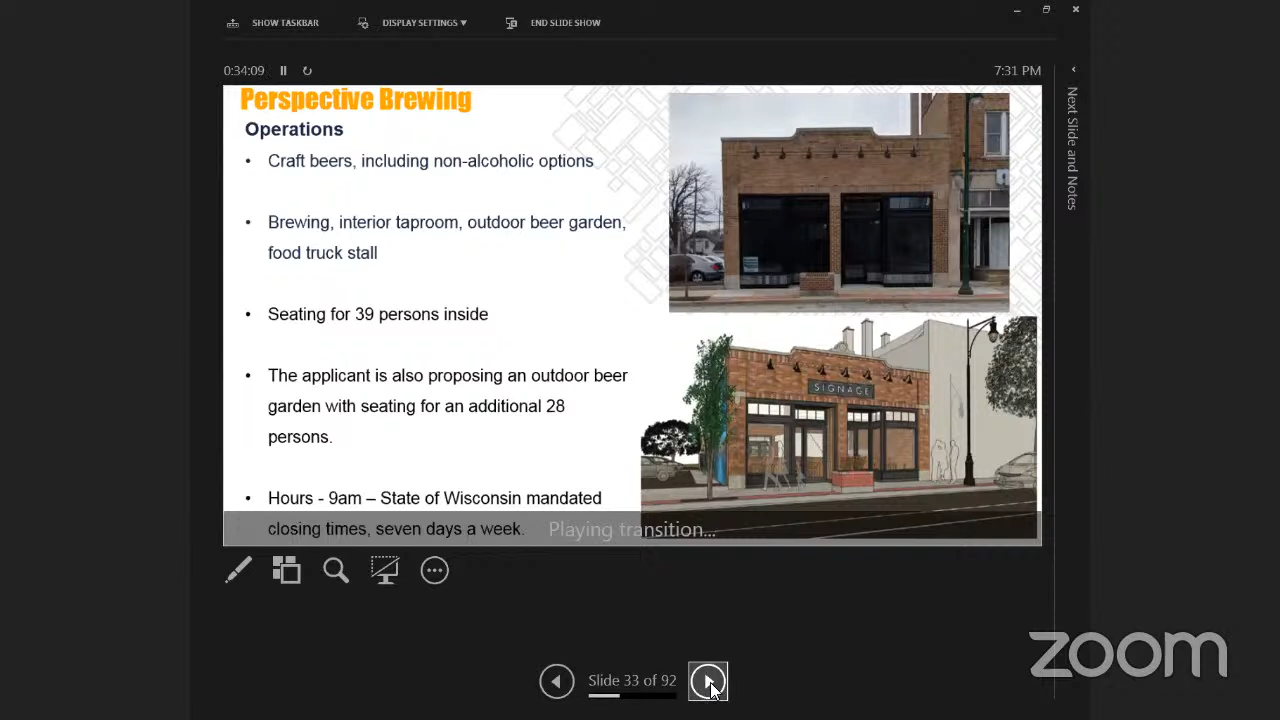 SHOW TASKBAR
DISPLAY SETTINGS ▾
END SLIDE SHOW
0:34:09
7:31 PM
Next Slide and Notes
Perspective Brewing
Operations
• Craft beers, including non-alcoholic options
• Brewing, interior taproom, outdoor beer garden,
food truck stall
• Seating for 39 persons inside
• The applicant is also proposing an outdoor beer
garden with seating for an additional 28
persons.
• Hours - 9am – State of Wisconsin mandated
closing times, seven days a week.
SIGNAGE
Playing transition...
Slide 33 of 92
zoom